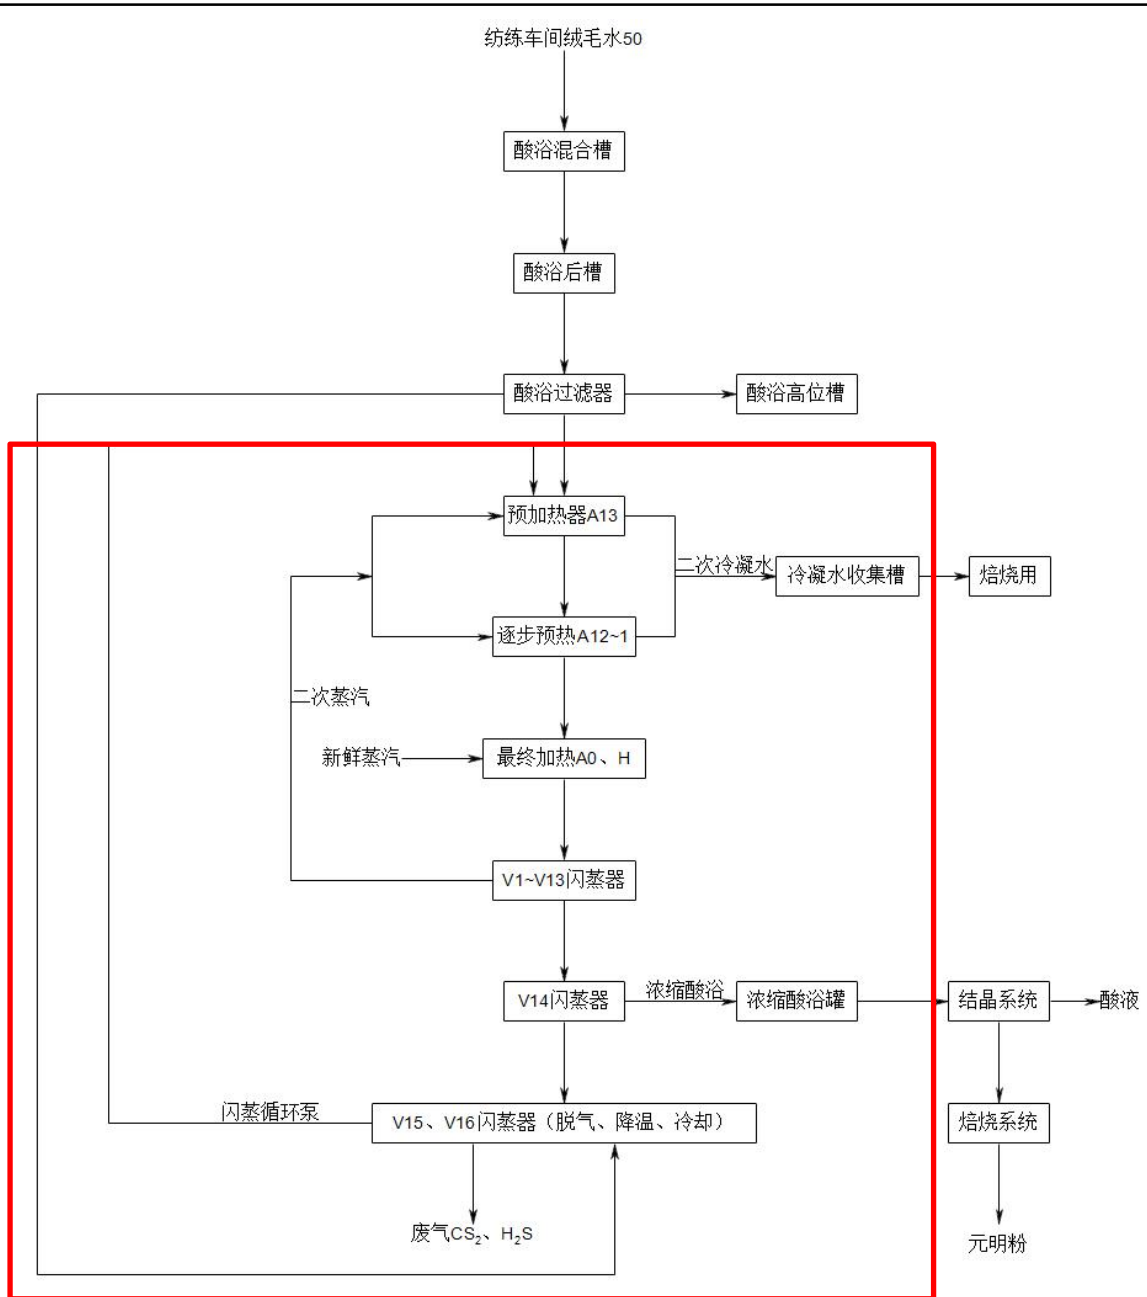 纺练车间绒毛水50
酸浴混合槽
酸浴后槽
酸浴过滤器
酸浴高位槽
预加热器A13
二次冷凝水
冷凝水收集槽
焙烧用
逐步预热A12~1
二次蒸汽
新鲜蒸汽
最终加热A0、H
V1~V13闪蒸器
V14闪蒸器
浓缩酸浴
浓缩酸浴罐
结晶系统
酸液
闪蒸循环泵
V15、V16闪蒸器（脱气、降温、冷却）
焙烧系统
废气CS₂、H₂S
元明粉